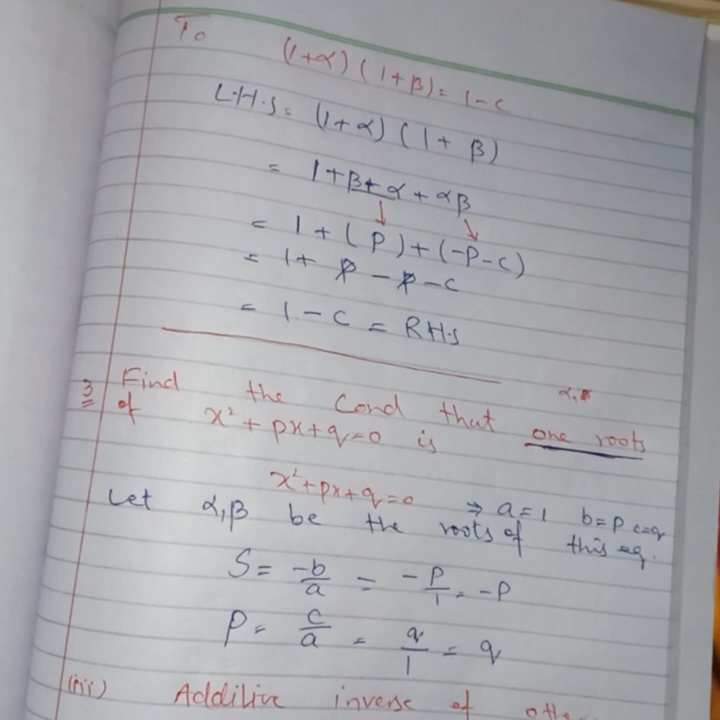 To
(1+α)(1+β)= 1-c
L.H.S= (1+α)(1+ β)
= 1+β+α+αβ
= 1+(P)+(-P-c)
= 1+ P - P -c
= 1-c = RH.S
3 Find the Cond that one roots
α,β
of x²+px+q=0 is
x²+px+q=0 ⇒ a=1 b=p c=q
Let α,β be the roots of this eq.
S= -b/a = -P/1 = -P
P= c/a = q/1 = q
(iii) Additive inverse of